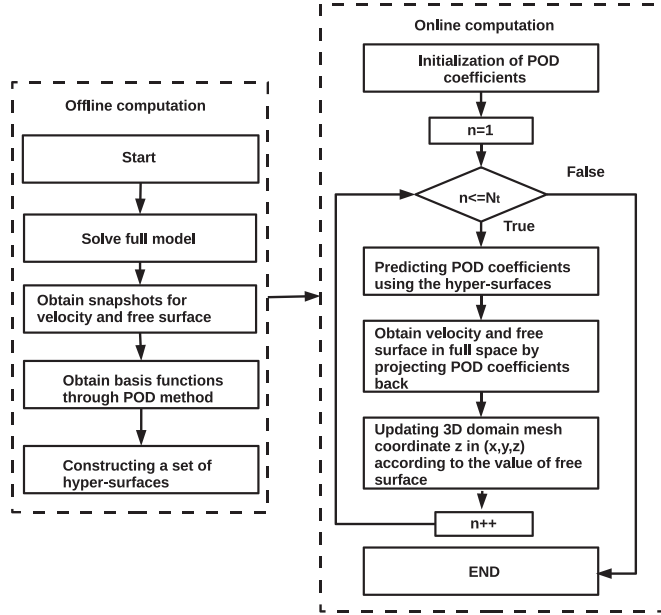 Offline computation
Start
Solve full model
Obtain snapshots for
velocity and free surface
Obtain basis functions
through POD method
Constructing a set of
hyper-surfaces
Online computation
Initialization of POD
coefficients
n=1
n<=Nt
False
True
Predicting POD coefficients
using the hyper-surfaces
Obtain velocity and free
surface in full space by
projecting POD coefficients
back
Updating 3D domain mesh
coordinate z in (x,y,z)
according to the value of free
surface
n++
END